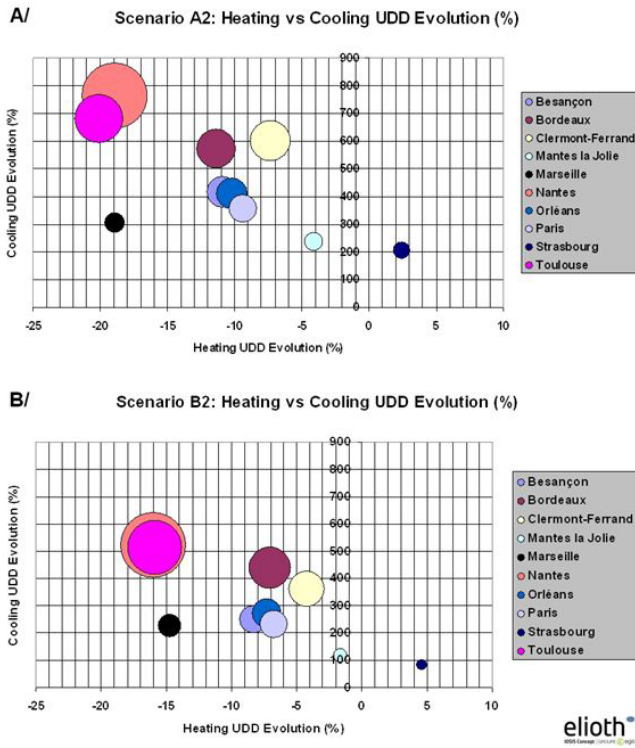 A/
Scenario A2: Heating vs Cooling UDD Evolution (%)
Cooling UDD Evolution (%)
900
800
700
600
500
400
300
200
100
0
-25 -20 -15 -10 -5 0 5 10
Heating UDD Evolution (%)
Besançon
Bordeaux
Clermont-Ferrand
Mantes la Jolie
Marseille
Nantes
Orléans
Paris
Strasbourg
Toulouse
B/
Scenario B2: Heating vs Cooling UDD Evolution (%)
Cooling UDD Evolution (%)
900
800
700
600
500
400
300
200
100
0
-25 -20 -15 -10 -5 0 5 10
Heating UDD Evolution (%)
Besançon
Bordeaux
Clermont-Ferrand
Mantes la Jolie
Marseille
Nantes
Orléans
Paris
Strasbourg
Toulouse
elioth
IOSIS Concept